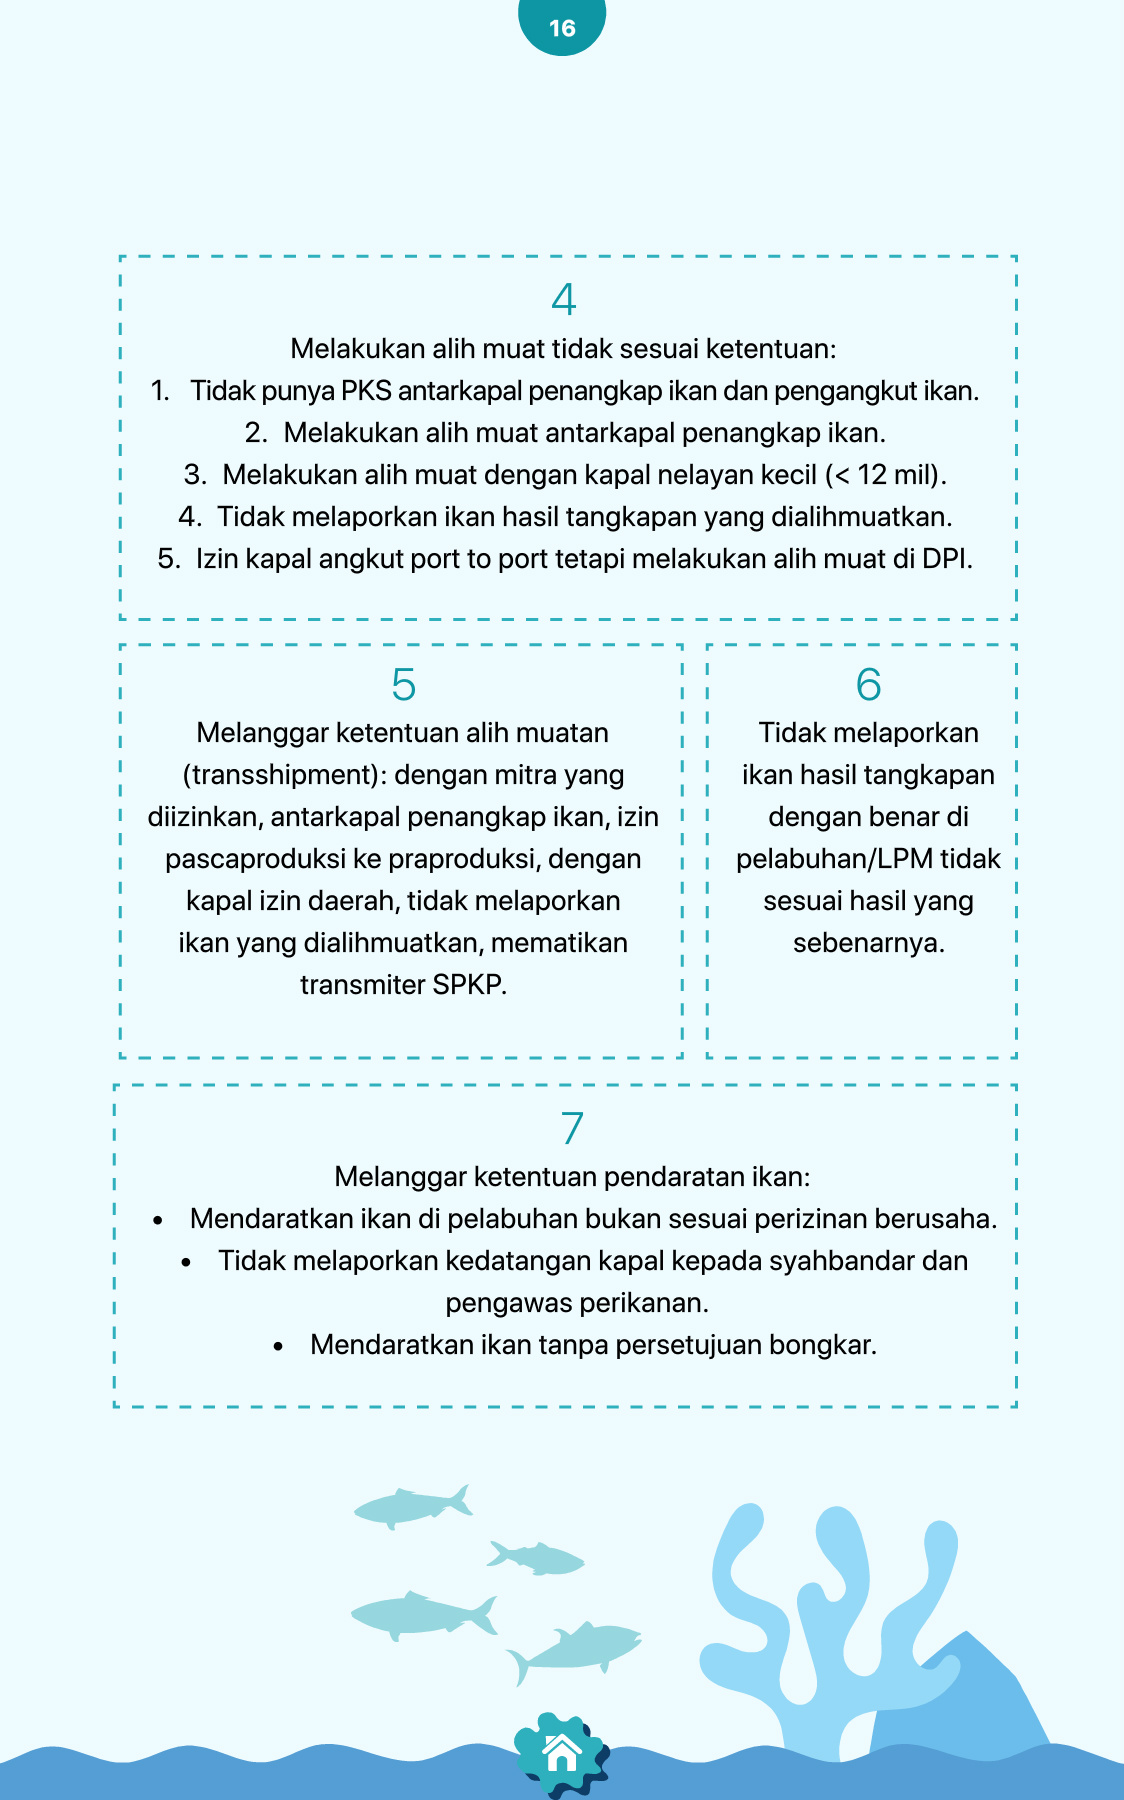 16
4
Melakukan alih muat tidak sesuai ketentuan:
1. Tidak punya PKS antarkapal penangkap ikan dan pengangkut ikan.
2. Melakukan alih muat antarkapal penangkap ikan.
3. Melakukan alih muat dengan kapal nelayan kecil (< 12 mil).
4. Tidak melaporkan ikan hasil tangkapan yang dialihmuatkan.
5. Izin kapal angkut port to port tetapi melakukan alih muat di DPI.
5
Melanggar ketentuan alih muatan
(transshipment): dengan mitra yang
diizinkan, antarkapal penangkap ikan, izin
pascaproduksi ke praproduksi, dengan
kapal izin daerah, tidak melaporkan
ikan yang dialihmuatkan, mematikan
transmiter SPKP.
6
Tidak melaporkan
ikan hasil tangkapan
dengan benar di
pelabuhan/LPM tidak
sesuai hasil yang
sebenarnya.
7
Melanggar ketentuan pendaratan ikan:
• Mendaratkan ikan di pelabuhan bukan sesuai perizinan berusaha.
• Tidak melaporkan kedatangan kapal kepada syahbandar dan
pengawas perikanan.
• Mendaratkan ikan tanpa persetujuan bongkar.